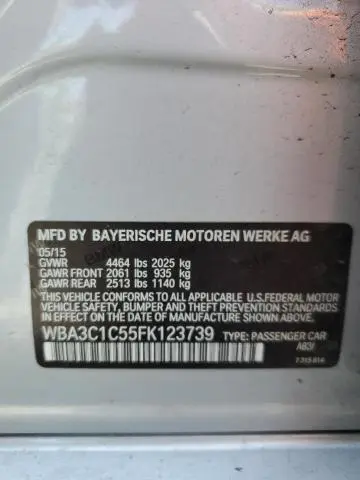 MFD BY BAYERISCHE MOTOREN WERKE AG
05/15
GVWR 4464 lbs 2025 kg
GAWR FRONT 2061 lbs 935 kg
GAWR REAR 2513 lbs 1140 kg
THIS VEHICLE CONFORMS TO ALL APPLICABLE U.S. FEDERAL MOTOR
VEHICLE SAFETY, BUMPER, AND THEFT PREVENTION STANDARDS IN
EFFECT ON THE DATE OF MANUFACTURE SHOWN ABOVE.
WBA3C1C55FK123739 TYPE: PASSENGER CAR
A83/